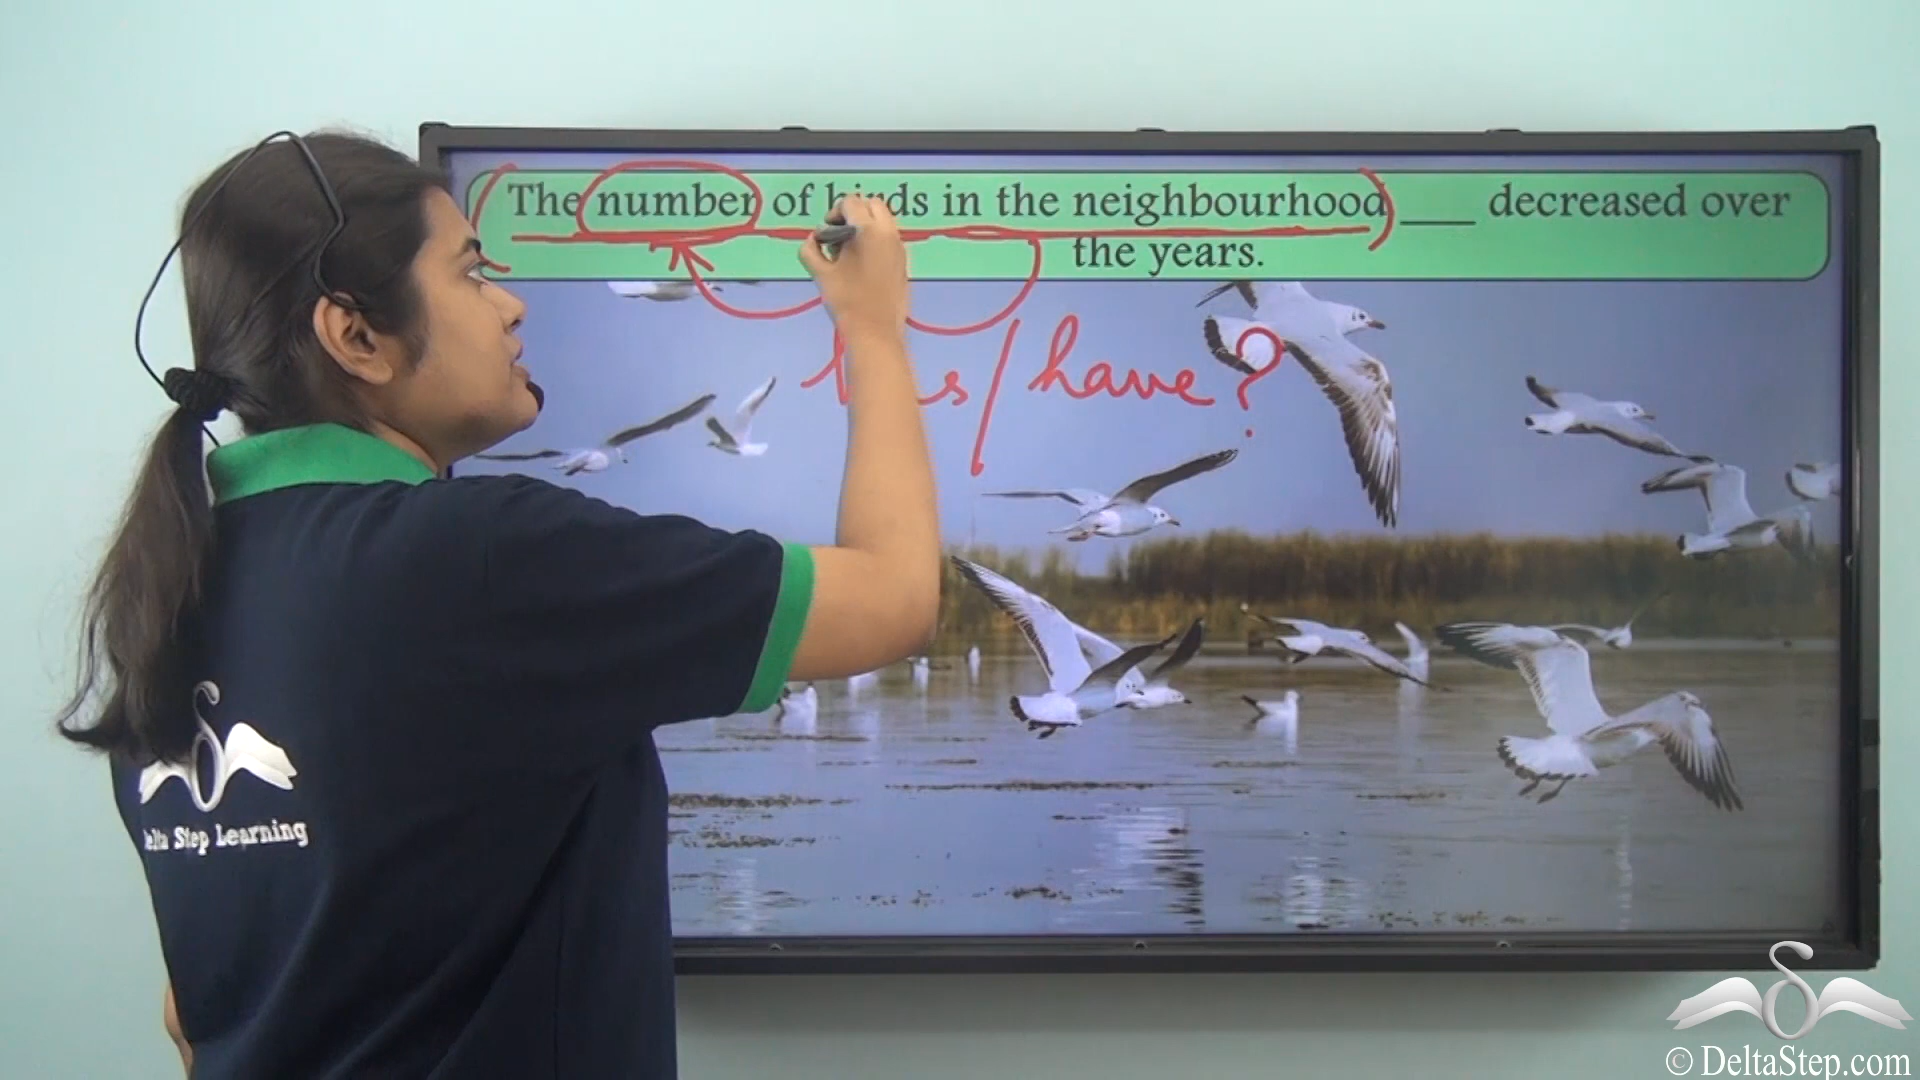 The number of birds in the neighbourhood ___ decreased over
the years.
has/have?
Delta Step Learning
© DeltaStep.com